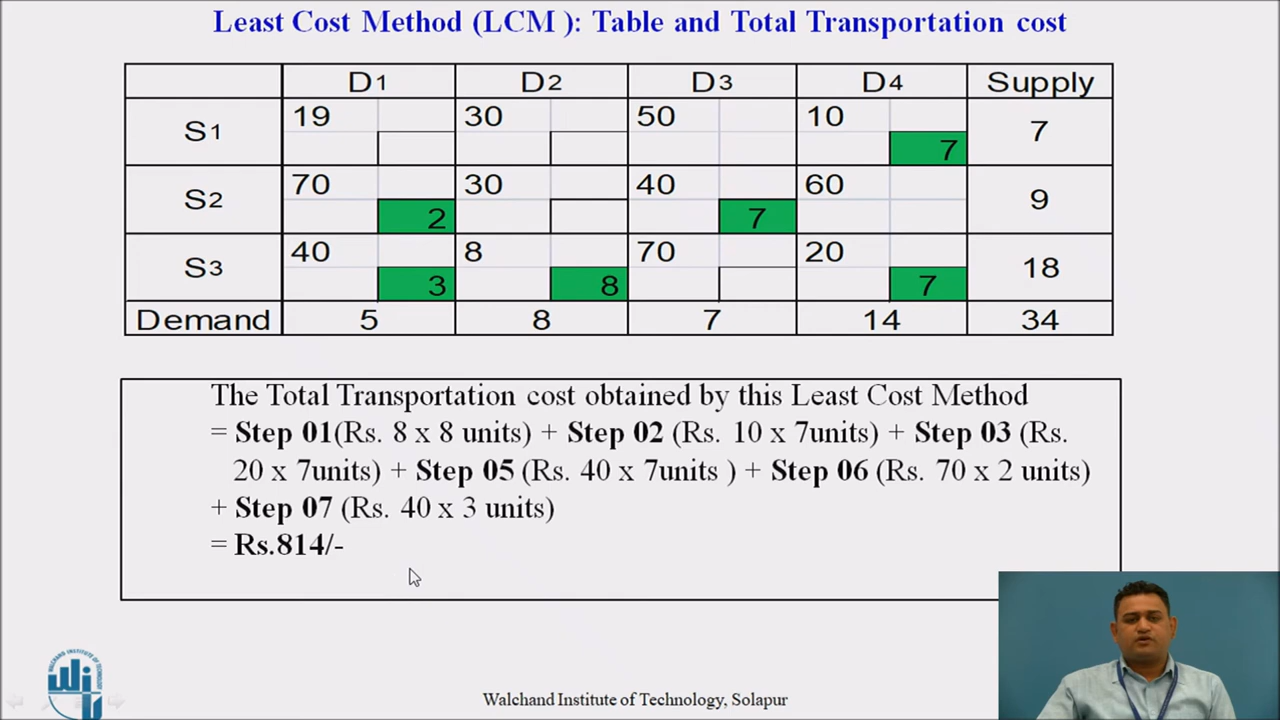 Least Cost Method (LCM ): Table and Total Transportation cost
D1 D2 D3 D4 Supply
S1 19 30 50 10 7 7
S2 70 2 30 40 7 60 9
S3 40 3 8 8 70 20 7 18
Demand 5 8 7 14 34
The Total Transportation cost obtained by this Least Cost Method
= Step 01(Rs. 8 x 8 units) + Step 02 (Rs. 10 x 7units) + Step 03 (Rs.
20 x 7units) + Step 05 (Rs. 40 x 7units ) + Step 06 (Rs. 70 x 2 units)
+ Step 07 (Rs. 40 x 3 units)
= Rs.814/-
WALCHAND INSTITUTE OF TECHNOLOGY
Walchand Institute of Technology, Solapur